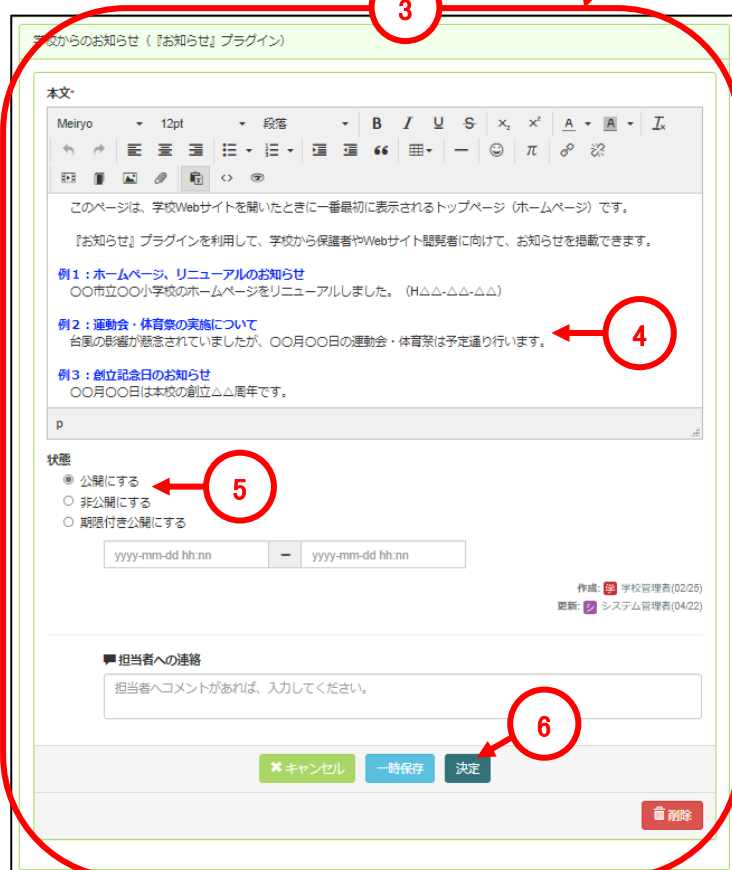 3
学校からのお知らせ（『お知らせ』プラグイン）
本文*
Meiryo 12pt 段落 B I U S X₂ X² A A Tx
π
このページは、学校Webサイトを開いたときに一番最初に表示されるトップページ（ホームページ）です。
『お知らせ』プラグインを利用して、学校から保護者やWebサイト閲覧者に向けて、お知らせを掲載できます。
例１：ホームページ、リニューアルのお知らせ
○○市立○○小学校のホームページをリニューアルしました。（H△△-△△-△△）
例２：運動会・体育祭の実施について
台風の影響が懸念されていましたが、○○月○○日の運動会・体育祭は予定通り行います。
4
例３：創立記念日のお知らせ
○○月○○日は本校の創立△△周年です。
p
状態
公開にする
5
非公開にする
期限付き公開にする
yyyy-mm-dd hh:nn － yyyy-mm-dd hh:nn
作成: 学 学校管理者(02/25)
更新: シ システム管理者(04/22)
担当者への連絡
担当者へコメントがあれば、入力してください。
6
キャンセル 一時保存 決定
削除